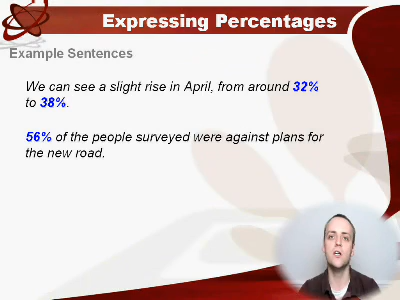 Expressing Percentages
Example Sentences
We can see a slight rise in April, from around 32%
to 38%.
56% of the people surveyed were against plans for
the new road.